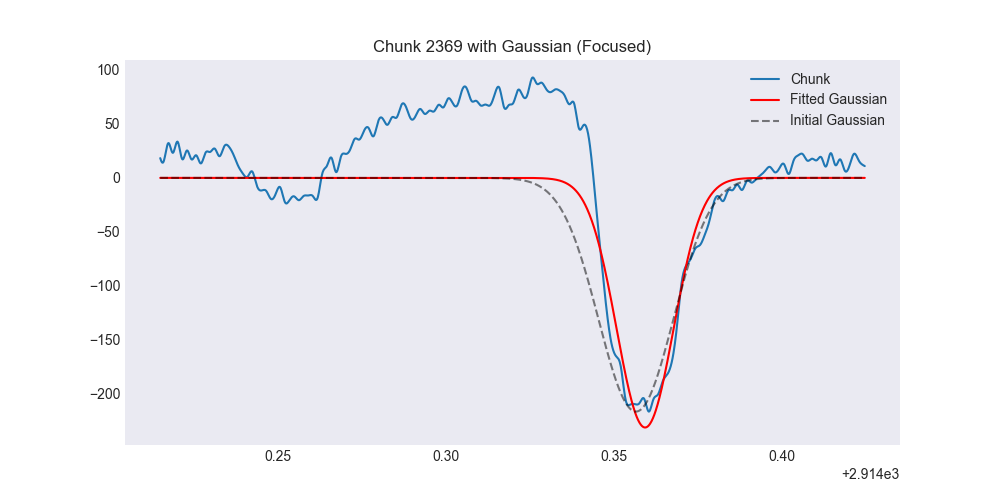 Chunk 2369 with Gaussian (Focused)
100
50
0
−50
−100
−150
−200
Chunk
Fitted Gaussian
Initial Gaussian
0.25 0.30 0.35 0.40
+2.914e3